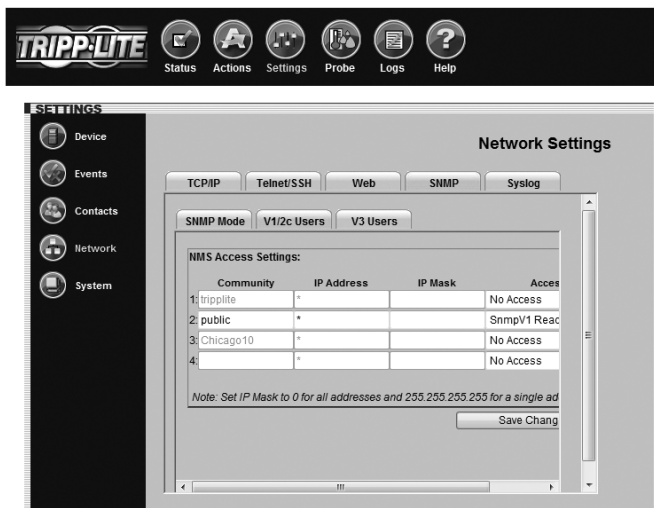 TRIPP·LITE
Status Actions Settings Probe Logs Help
SETTINGS
Device
Events
Contacts
Network
System
Network Settings
TCP/IP Telnet/SSH Web SNMP Syslog
SNMP Mode V1/2c Users V3 Users
NMS Access Settings:
Community IP Address IP Mask Acces
1: tripplite * No Access
2: public * SnmpV1 Reac
3: Chicago10 * No Access
4: No Access
Note: Set IP Mask to 0 for all addresses and 255.255.255.255 for a single ad
Save Chang